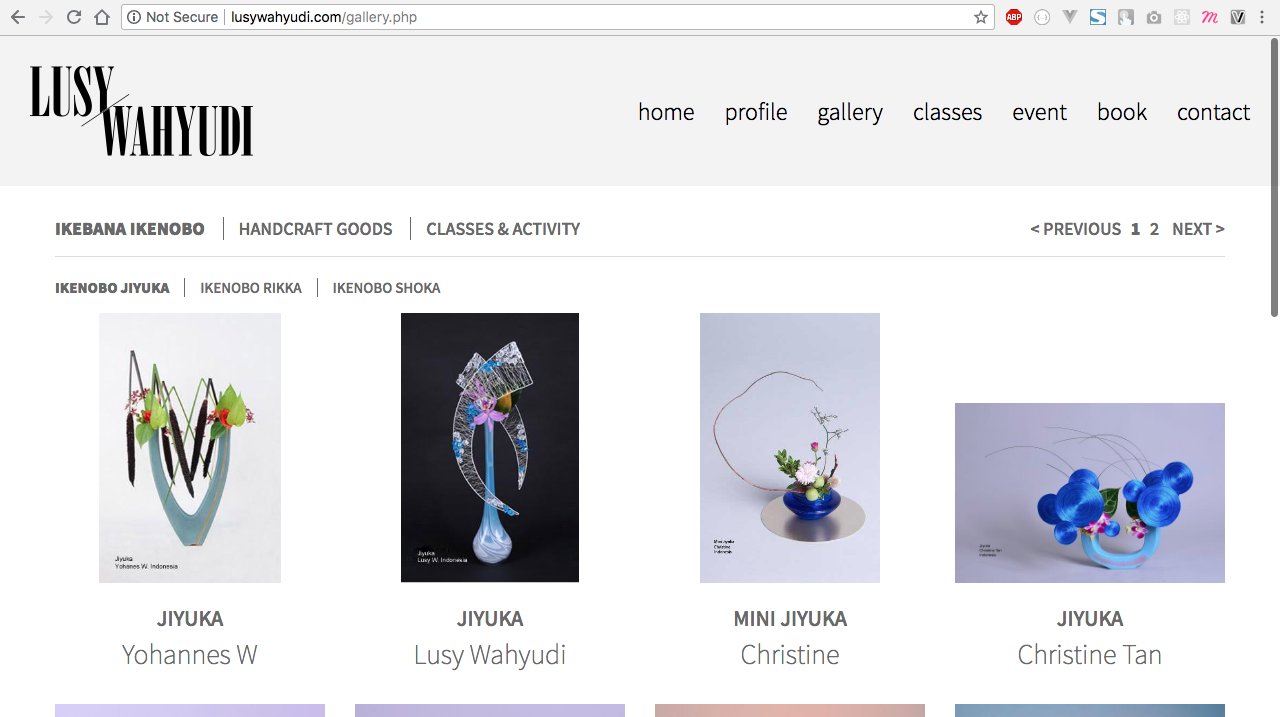 Not Secure | lusywahyudi.com/gallery.php
ABP
LUSY
WAHYUDI
home profile gallery classes event book contact
IKEBANA IKENOBO | HANDCRAFT GOODS | CLASSES & ACTIVITY < PREVIOUS 1 2 NEXT >
IKENOBO JIYUKA | IKENOBO RIKKA | IKENOBO SHOKA
Jiyuka
Yohanes W. Indonesia
Jiyuka
Lusy W. Indonesia
Mini Jiyuka
Christine
Indonesia
Jiyuka
Christine Tan
Indonesia
JIYUKA
Yohannes W
JIYUKA
Lusy Wahyudi
MINI JIYUKA
Christine
JIYUKA
Christine Tan